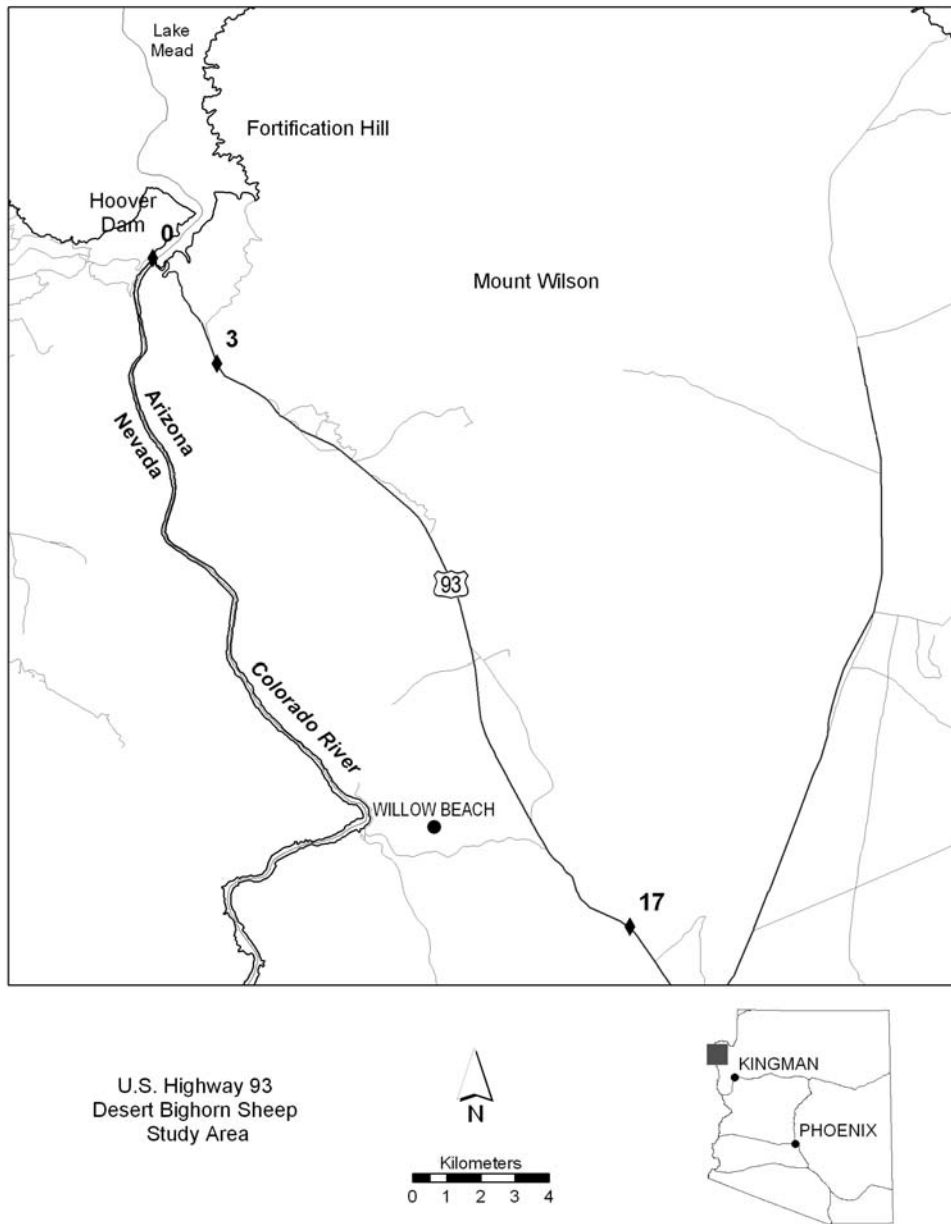 Lake
Mead
Fortification Hill
Hoover
Dam
0
Mount Wilson
3
Arizona
Nevada
93
Colorado River
WILLOW BEACH
17
U.S. Highway 93
Desert Bighorn Sheep
Study Area
N
Kilometers
0 1 2 3 4
KINGMAN
PHOENIX